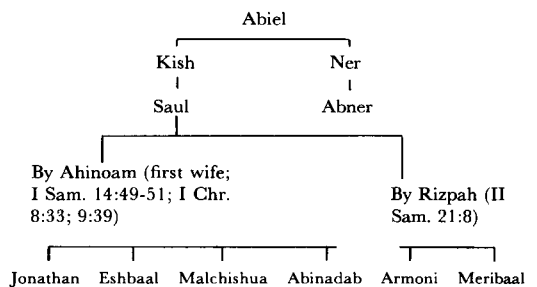 Abiel
Kish Ner
Saul Abner
By Ahinoam (first wife;
I Sam. 14:49-51; I Chr.
8:33; 9:39)
By Rizpah (II
Sam. 21:8)
Jonathan Eshbaal Malchishua Abinadab Armoni Meribaal